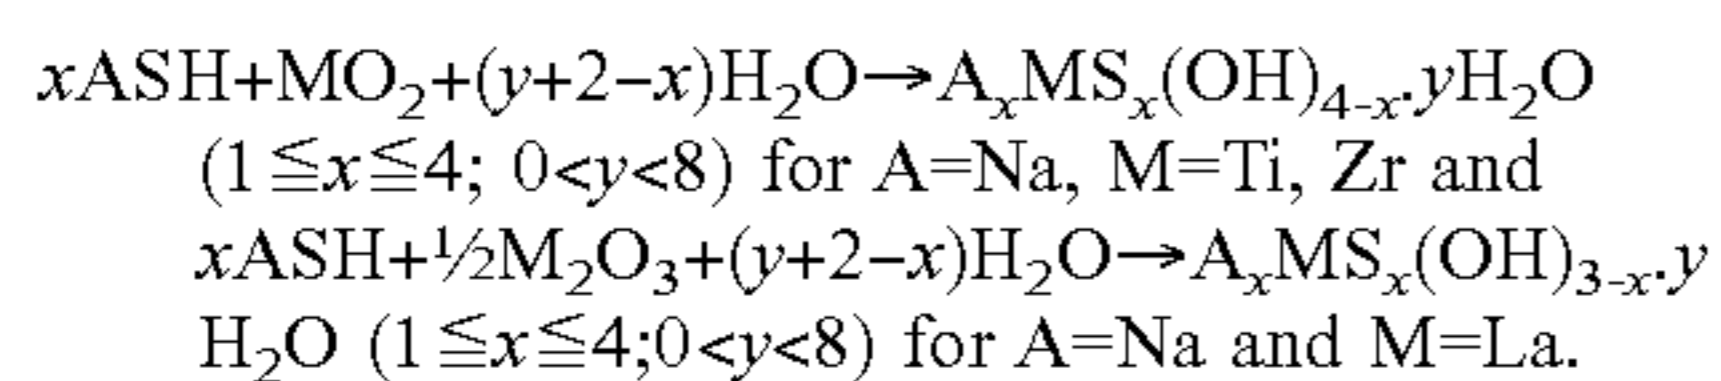 xASH+MO₂+(y+2−x)H₂O→AₓMSₓ(OH)₄₋ₓ.yH₂O
(1≦x≦4; 0<y<8) for A=Na, M=Ti, Zr and
xASH+½M₂O₃+(y+2−x)H₂O→AₓMSₓ(OH)₃₋ₓ.y
H₂O (1≦x≦4;0<y<8) for A=Na and M=La.